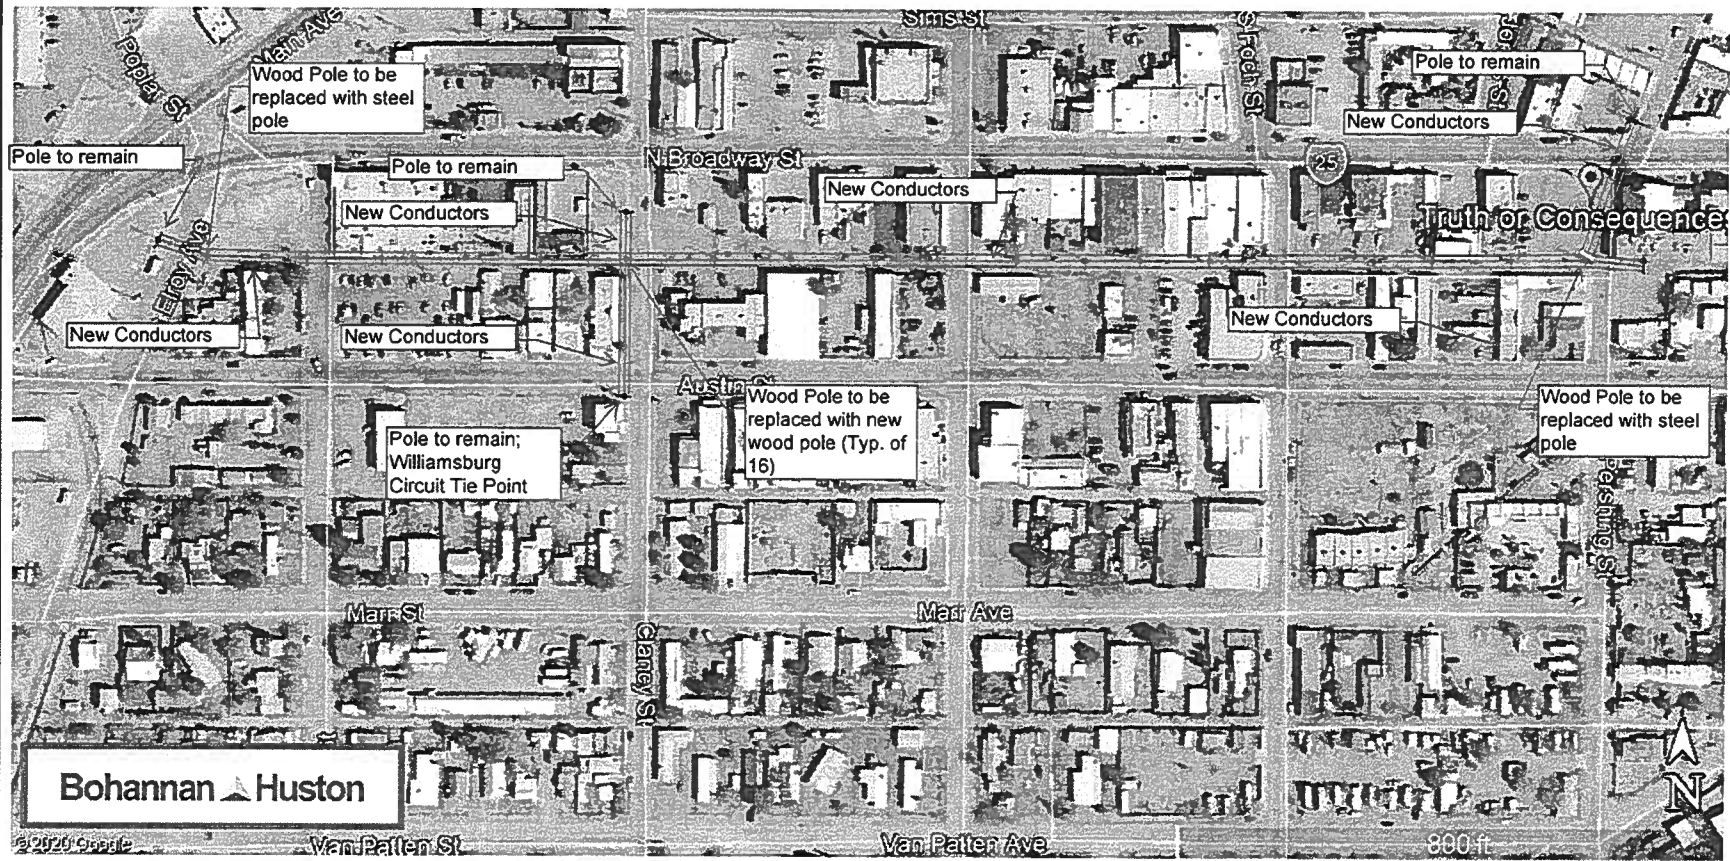 Sims St
Main Ave
Poplar St
S Foch St
Wood Pole to be
replaced with steel
pole
Pole to remain
New Conductors
Pole to remain
Pole to remain
N Broadway St
25
New Conductors
New Conductors
Truth or Consequence
New Conductors
New Conductors
New Conductors
Austin St
Wood Pole to be
replaced with new
wood pole (Typ. of
16)
Wood Pole to be
replaced with steel
pole
Pole to remain;
Williamsburg
Circuit Tie Point
Pershing St
Marr St
Marr Ave
Clancy St
Bohannan Huston
N
© 2020 Google
Van Patten St
Van Patten Ave
800 ft